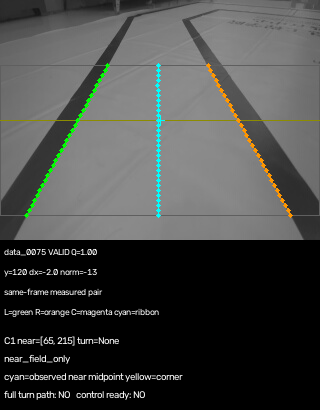 data_0075 VALID Q=1.00
y=120 dx=-2.0 norm=-13
same-frame measured pair
L=green R=orange C=magenta cyan=ribbon
C1 near=[65, 215] turn=None
near_field_only
cyan=observed near midpoint yellow=corner
full turn path: NO control ready: NO